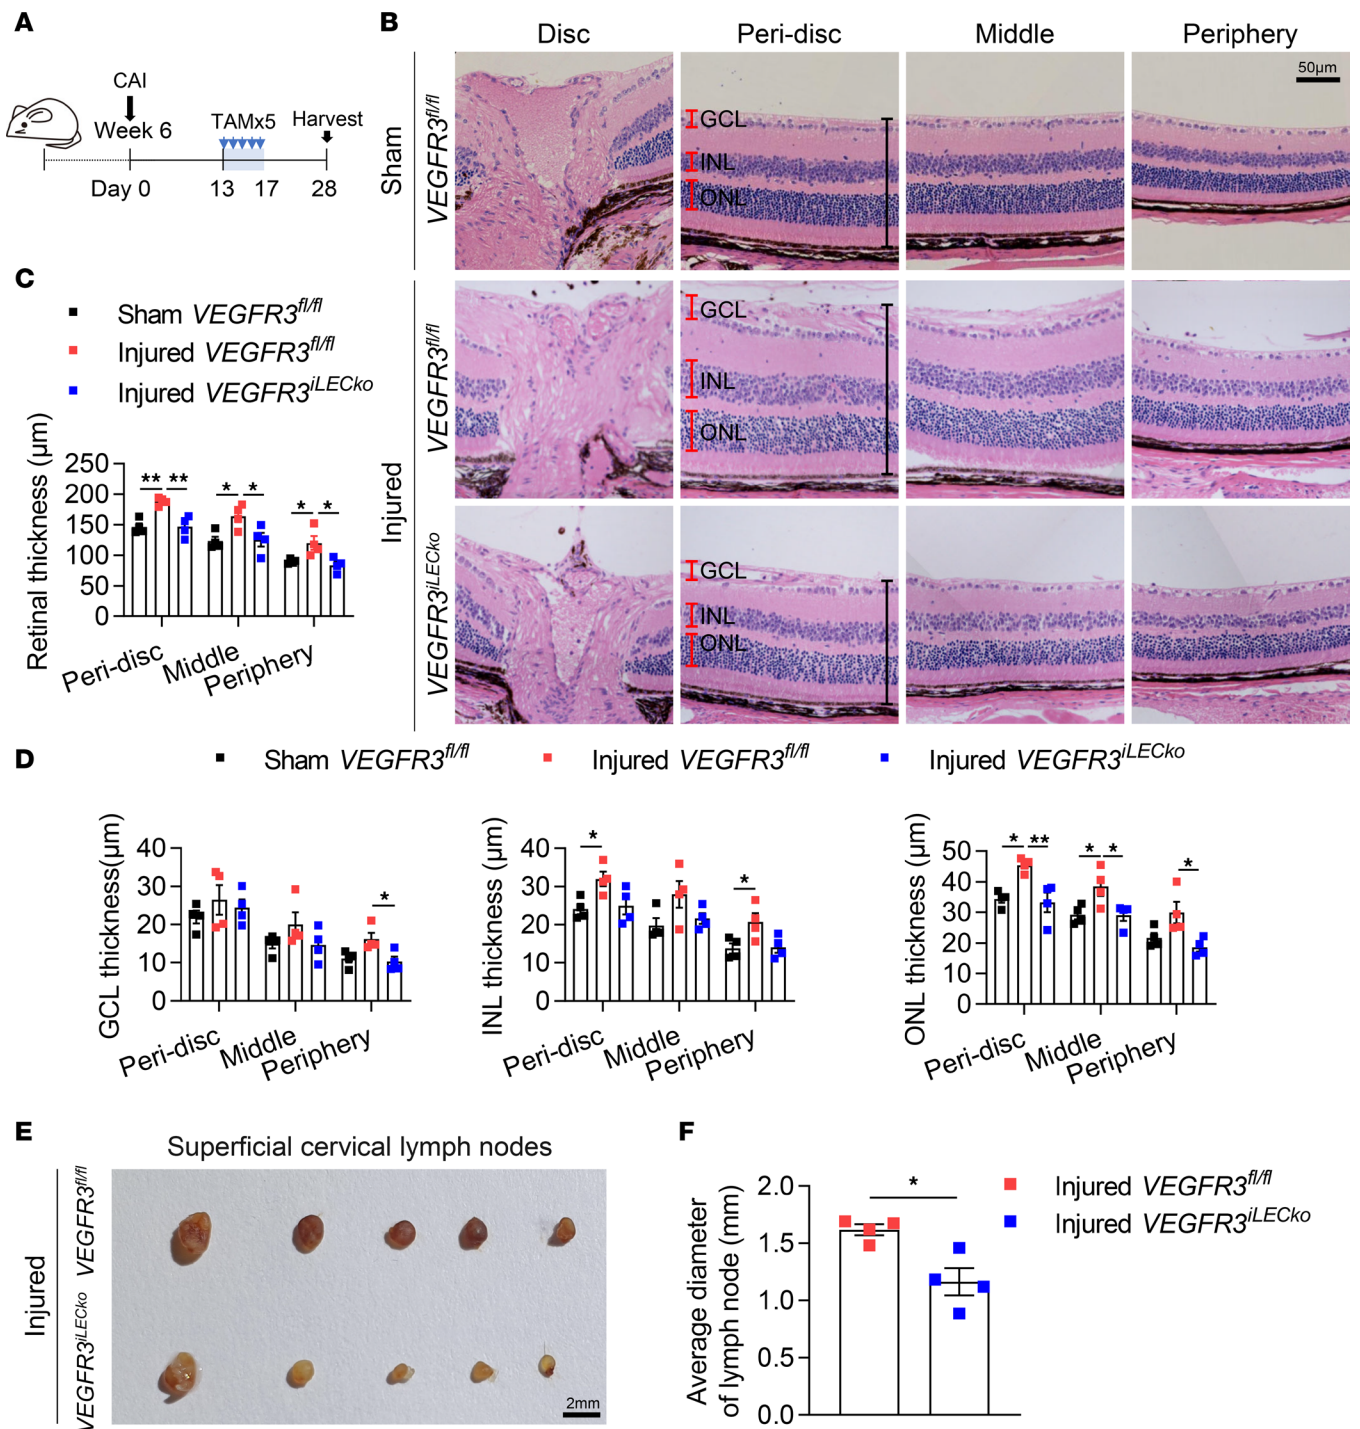 A
CAI
Week 6
TAMx5
Harvest
Day 0
13
17
28
B
Disc
Peri-disc
Middle
Periphery
50µm
Sham
VEGFR3fl/fl
GCL
INL
ONL
Injured
VEGFR3fl/fl
GCL
INL
ONL
VEGFR3iLECko
GCL
INL
ONL
C
Sham VEGFR3fl/fl
Injured VEGFR3fl/fl
Injured VEGFR3iLECko
Retinal thickness (µm)
250
200
150
100
50
0
** **
* *
* *
Peri-disc
Middle
Periphery
D
Sham VEGFR3fl/fl
Injured VEGFR3fl/fl
Injured VEGFR3iLECko
GCL thickness(µm)
40
30
20
10
0
*
Peri-disc
Middle
Periphery
INL thickness (µm)
40
30
20
10
0
*
*
Peri-disc
Middle
Periphery
ONL thickness (µm)
50
40
30
20
10
0
* **
* *
*
Peri-disc
Middle
Periphery
E
Superficial cervical lymph nodes
Injured
VEGFR3fl/fl
VEGFR3iLECko
2mm
F
Average diameter
of lymph node (mm)
2.0
1.5
1.0
0.5
0.0
*
Injured VEGFR3fl/fl
Injured VEGFR3iLECko